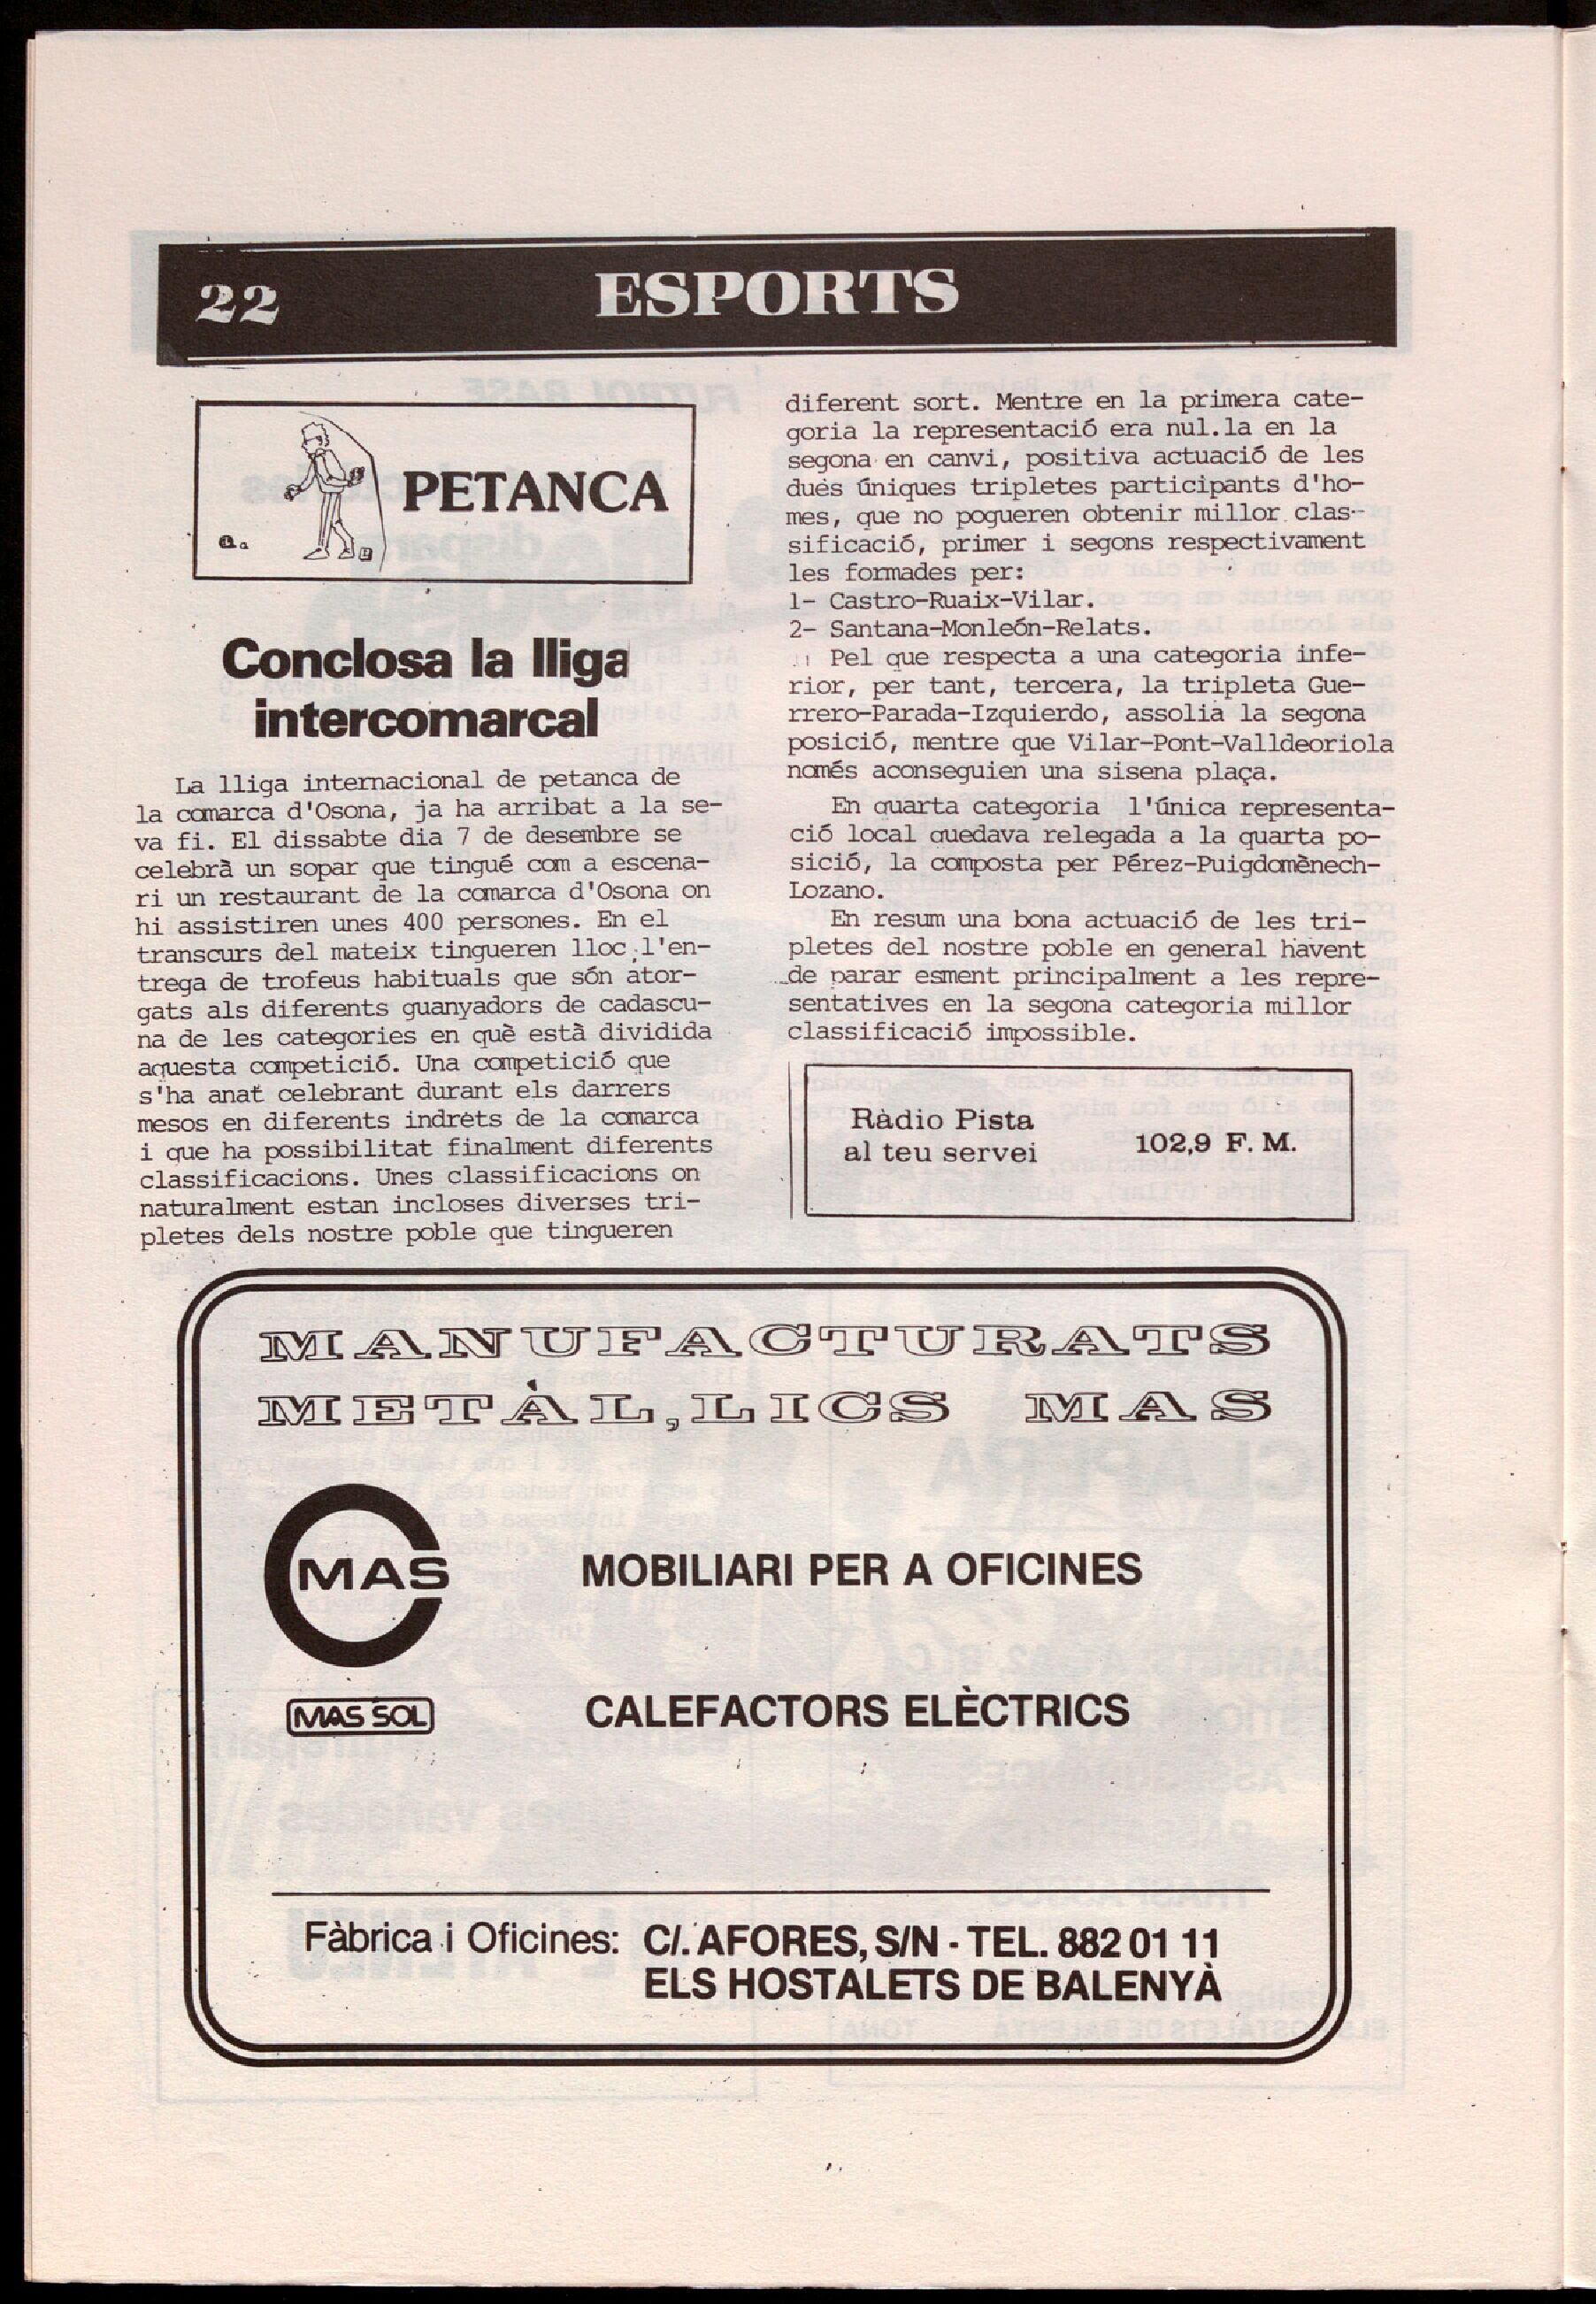 22
ESPORTS
a.
PETANCA
Conclosa la lliga
intercomarcal
La lliga internacional de petanca de
la comarca d'Osona, ja ha arribat a la se-
va fi. El dissabte dia 7 de desembre se
celebrà un sopar que tingué com a escena-
ri un restaurant de la comarca d'Osona on
hi assistiren unes 400 persones. En el
transcurs del mateix tingueren lloc l'en-
trega de trofeus habituals que són ator-
gats als diferents guanyadors de cadascu-
na de les categories en què està dividida
aquesta competició. Una competició que
s'ha anat celebrant durant els darrers
mesos en diferents indrets de la comarca
i que ha possibilitat finalment diferents
classificacions. Unes classificacions on
naturalment estan incloses diverses tri-
pletes dels nostre poble que tingueren
diferent sort. Mentre en la primera cate-
goria la representació era nul.la en la
segona en canvi, positiva actuació de les
dues úniques tripletes participants d'ho-
mes, que no pogueren obtenir millor clas-
sificació, primer i segons respectivament
les formades per:
1- Castro-Ruaix-Vilar.
2- Santana-Monleón-Relats.
Pel que respecta a una categoria infe-
rior, per tant, tercera, la tripleta Gue-
rrero-Parada-Izquierdo, assolia la segona
posició, mentre que Vilar-Pont-Valldeoriola
només aconseguien una sisena plaça.
En quarta categoria l'única representa-
ció local quedava relegada a la quarta po-
sició, la composta per Pérez-Puigdomènech-
Lozano.
En resum una bona actuació de les tri-
pletes del nostre poble en general havent
de parar esment principalment a les repre-
sentatives en la segona categoria millor
classificació impossible.
Ràdio Pista
al teu servei
102,9 F. M.
MANUFACTURATS
METÀL,LICS MAS
MAS
MOBILIARI PER A OFICINES
MAS SOL
CALEFACTORS ELÈCTRICS
Fàbrica i Oficines: C/. AFORES, S/N - TEL. 882 01 11
ELS HOSTALETS DE BALENYÀ